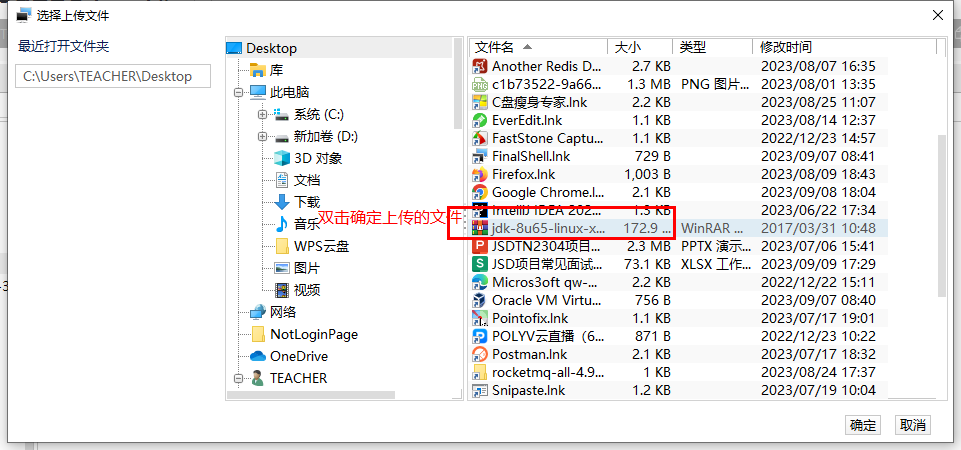 选择上传文件
最近打开文件夹
C:\Users\TEACHER\Desktop
Desktop
库
此电脑
系统 (C:)
新加卷 (D:)
3D 对象
文档
下载
音乐
WPS云盘
图片
视频
网络
NotLoginPage
OneDrive
TEACHER
双击确定上传的文件:
文件名 大小 类型 修改时间
Another Redis D... 2.7 KB 2023/08/07 16:35
c1b73522-9a66... 1.3 MB PNG 图片... 2023/08/01 13:35
C盘瘦身专家.lnk 2.2 KB 2023/08/25 11:07
EverEdit.lnk 1.1 KB 2023/08/14 12:37
FastStone Captu... 1.1 KB 2022/12/23 14:57
FinalShell.lnk 729 B 2023/09/07 08:41
Firefox.lnk 1,003 B 2023/08/09 18:43
Google Chrome.l... 2.1 KB 2023/08/09 18:44
IntelliJ IDEA 202... 1.3 KB 2023/06/22 17:34
jdk-8u65-linux-x... 172.9 ... WinRAR ... 2017/03/31 10:48
JSDTN2304项目... 2.3 MB PPTX 演示... 2023/07/06 15:41
JSD项目常见面试... 73.1 KB XLSX 工作... 2023/09/09 17:29
Micros3oft qw-... 2.2 KB 2022/12/22 15:11
Oracle VM Virtu... 756 B 2023/09/07 08:40
Pointofix.lnk 1.1 KB 2023/07/17 19:01
POLYV云直播（6... 871 B 2022/12/23 10:22
Postman.lnk 2.1 KB 2023/07/17 18:32
rocketmq-all-4.9... 1 KB 2023/08/24 17:37
Snipaste.lnk 1.2 KB 2023/07/19 10:04
确定 取消